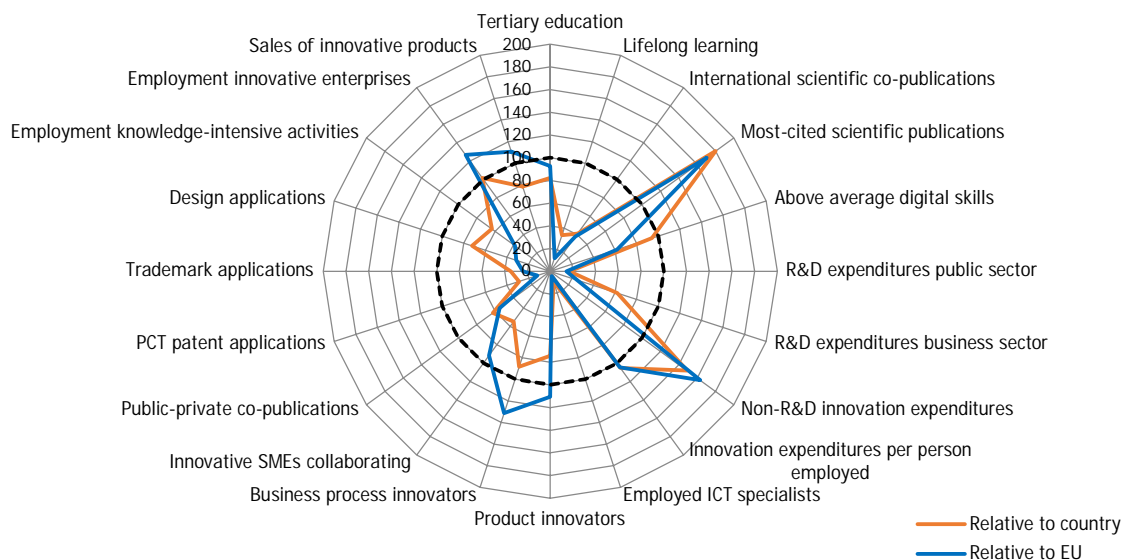 Tertiary education
Sales of innovative products
Lifelong learning
Employment innovative enterprises
International scientific co-publications
Employment knowledge-intensive activities
Most-cited scientific publications
Design applications
Above average digital skills
Trademark applications
R&D expenditures public sector
PCT patent applications
R&D expenditures business sector
Public-private co-publications
Non-R&D innovation expenditures
Innovative SMEs collaborating
Innovation expenditures per person
employed
Business process innovators
Employed ICT specialists
Product innovators
200
180
160
140
120
100
80
60
40
20
0
Relative to country
Relative to EU